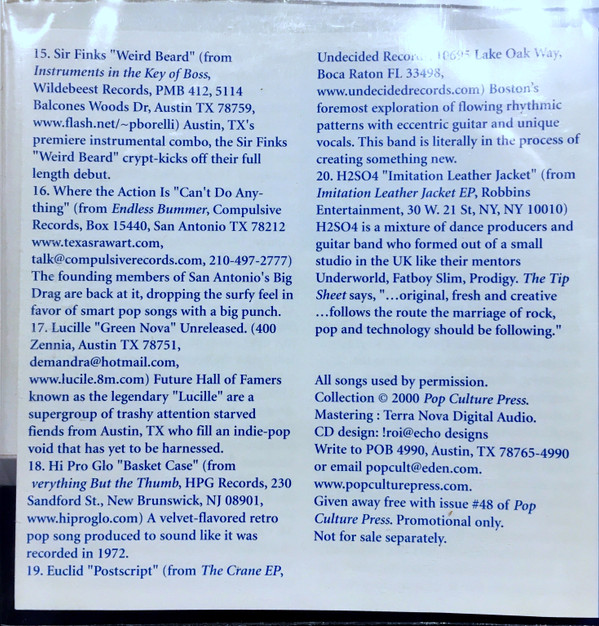 15. Sir Finks "Weird Beard" (from
Instruments in the Key of Boss,
Wildebeest Records, PMB 412, 5114
Balcones Woods Dr, Austin TX 78759,
www.flash.net/~pborelli) Austin, TX's
premiere instrumental combo, the Sir Finks
"Weird Beard" crypt-kicks off their full
length debut.
16. Where the Action Is "Can't Do Any-
thing" (from Endless Bummer, Compulsive
Records, Box 15440, San Antonio TX 78212
www.texasrawart.com,
talk@compulsiverecords.com, 210-497-2777)
The founding members of San Antonio's Big
Drag are back at it, dropping the surfy feel in
favor of smart pop songs with a big punch.
17. Lucille "Green Nova" Unreleased. (400
Zennia, Austin TX 78751,
demandra@hotmail.com,
www.lucile.8m.com) Future Hall of Famers
known as the legendary "Lucille" are a
supergroup of trashy attention starved
fiends from Austin, TX who fill an indie-pop
void that has yet to be harnessed.
18. Hi Pro Glo "Basket Case" (from
verything But the Thumb, HPG Records, 230
Sandford St., New Brunswick, NJ 08901,
www.hiproglo.com) A velvet-flavored retro
pop song produced to sound like it was
recorded in 1972.
19. Euclid "Postscript" (from The Crane EP,
Undecided Records, 10695 Lake Oak Way,
Boca Raton FL 33498,
www.undecidedrecords.com) Boston's
foremost exploration of flowing rhythmic
patterns with eccentric guitar and unique
vocals. This band is literally in the process of
creating something new.
20. H2SO4 "Imitation Leather Jacket" (from
Imitation Leather Jacket EP, Robbins
Entertainment, 30 W. 21 St, NY, NY 10010)
H2SO4 is a mixture of dance producers and
guitar band who formed out of a small
studio in the UK like their mentors
Underworld, Fatboy Slim, Prodigy. The Tip
Sheet says, "...original, fresh and creative
...follows the route the marriage of rock,
pop and technology should be following."
All songs used by permission.
Collection © 2000 Pop Culture Press.
Mastering : Terra Nova Digital Audio.
CD design: !roi@echo designs
Write to POB 4990, Austin, TX 78765-4990
or email popcult@eden.com.
www.popculturepress.com.
Given away free with issue #48 of Pop
Culture Press. Promotional only.
Not for sale separately.